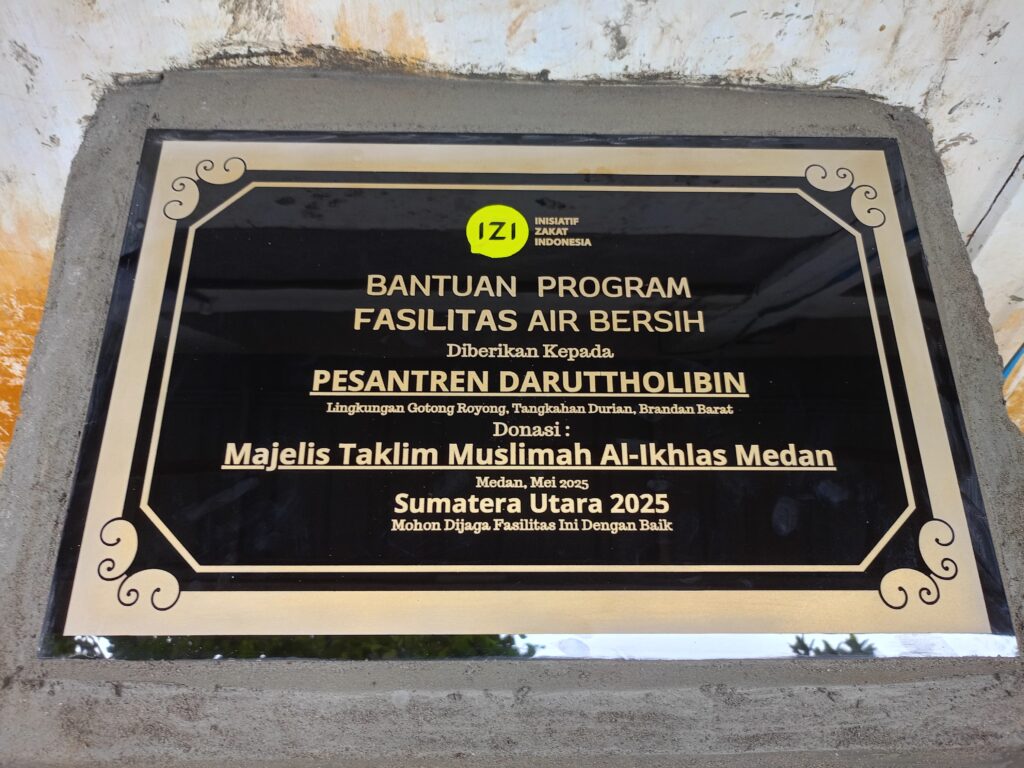 IZI
INISIATIF
ZAKAT
INDONESIA
BANTUAN PROGRAM
FASILITAS AIR BERSIH
Diberikan Kepada
PESANTREN DARUTTHOLIBIN
Lingkungan Gotong Royong, Tangkahan Durian, Brandan Barat
Donasi :
Majelis Taklim Muslimah Al-Ikhlas Medan
Medan, Mei 2025
Sumatera Utara 2025
Mohon Dijaga Fasilitas Ini Dengan Baik